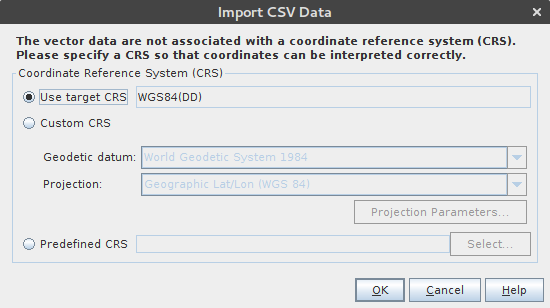 Import CSV Data
The vector data are not associated with a coordinate reference system (CRS).
Please specify a CRS so that coordinates can be interpreted correctly.
Coordinate Reference System (CRS)
Use target CRS WGS84(DD)
Custom CRS
Geodetic datum: World Geodetic System 1984
Projection: Geographic Lat/Lon (WGS 84)
Projection Parameters...
Predefined CRS Select...
OK Cancel Help